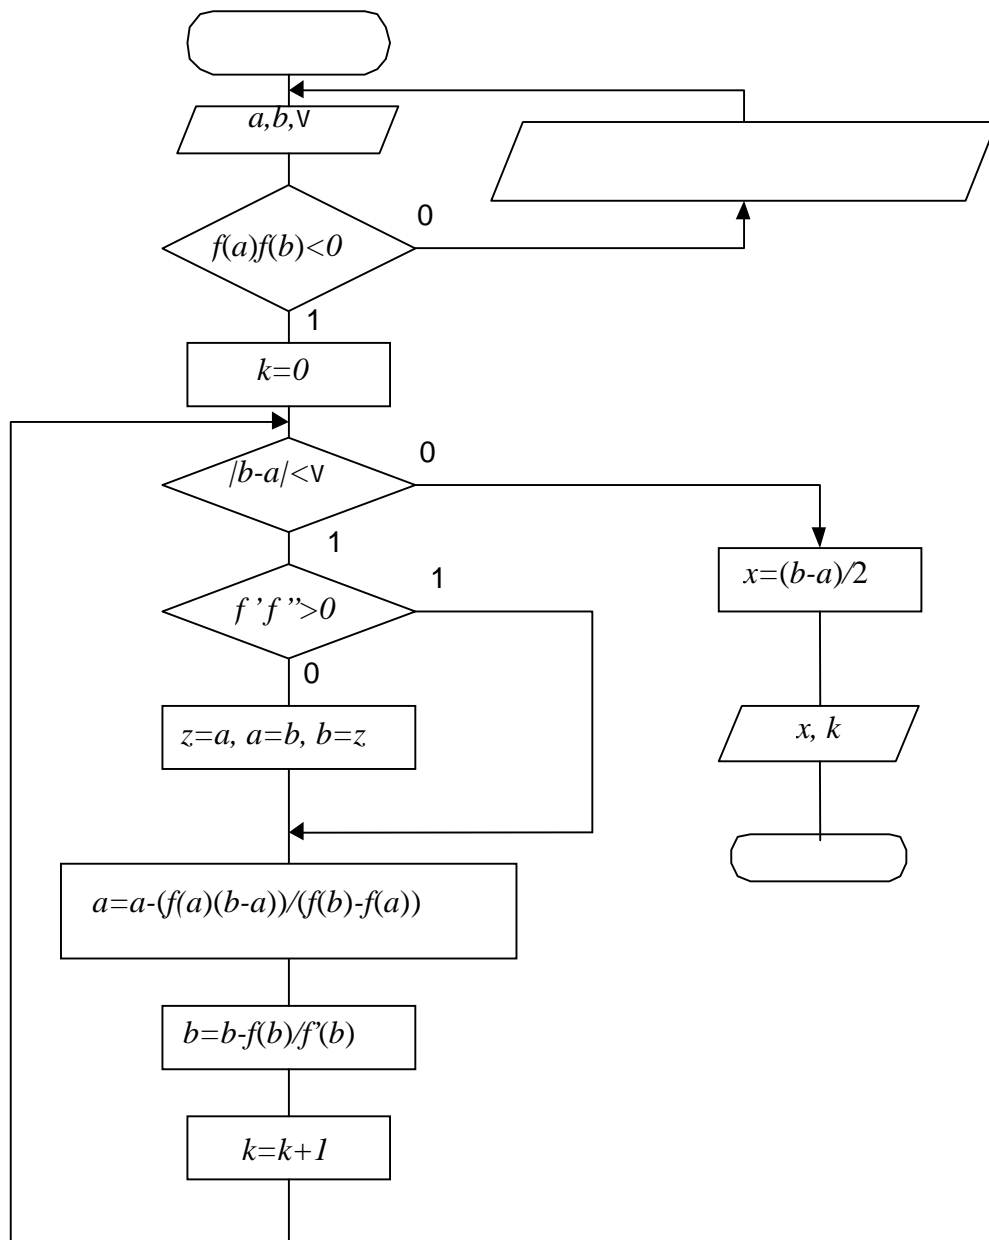 a,b,V
f(a)f(b)<0
0
1
k=0
|b-a|<V
0
1
f 'f ''>0
1
0
z=a, a=b, b=z
a=a-(f(a)(b-a))/(f(b)-f(a))
b=b-f(b)/f'(b)
k=k+1
x=(b-a)/2
x, k